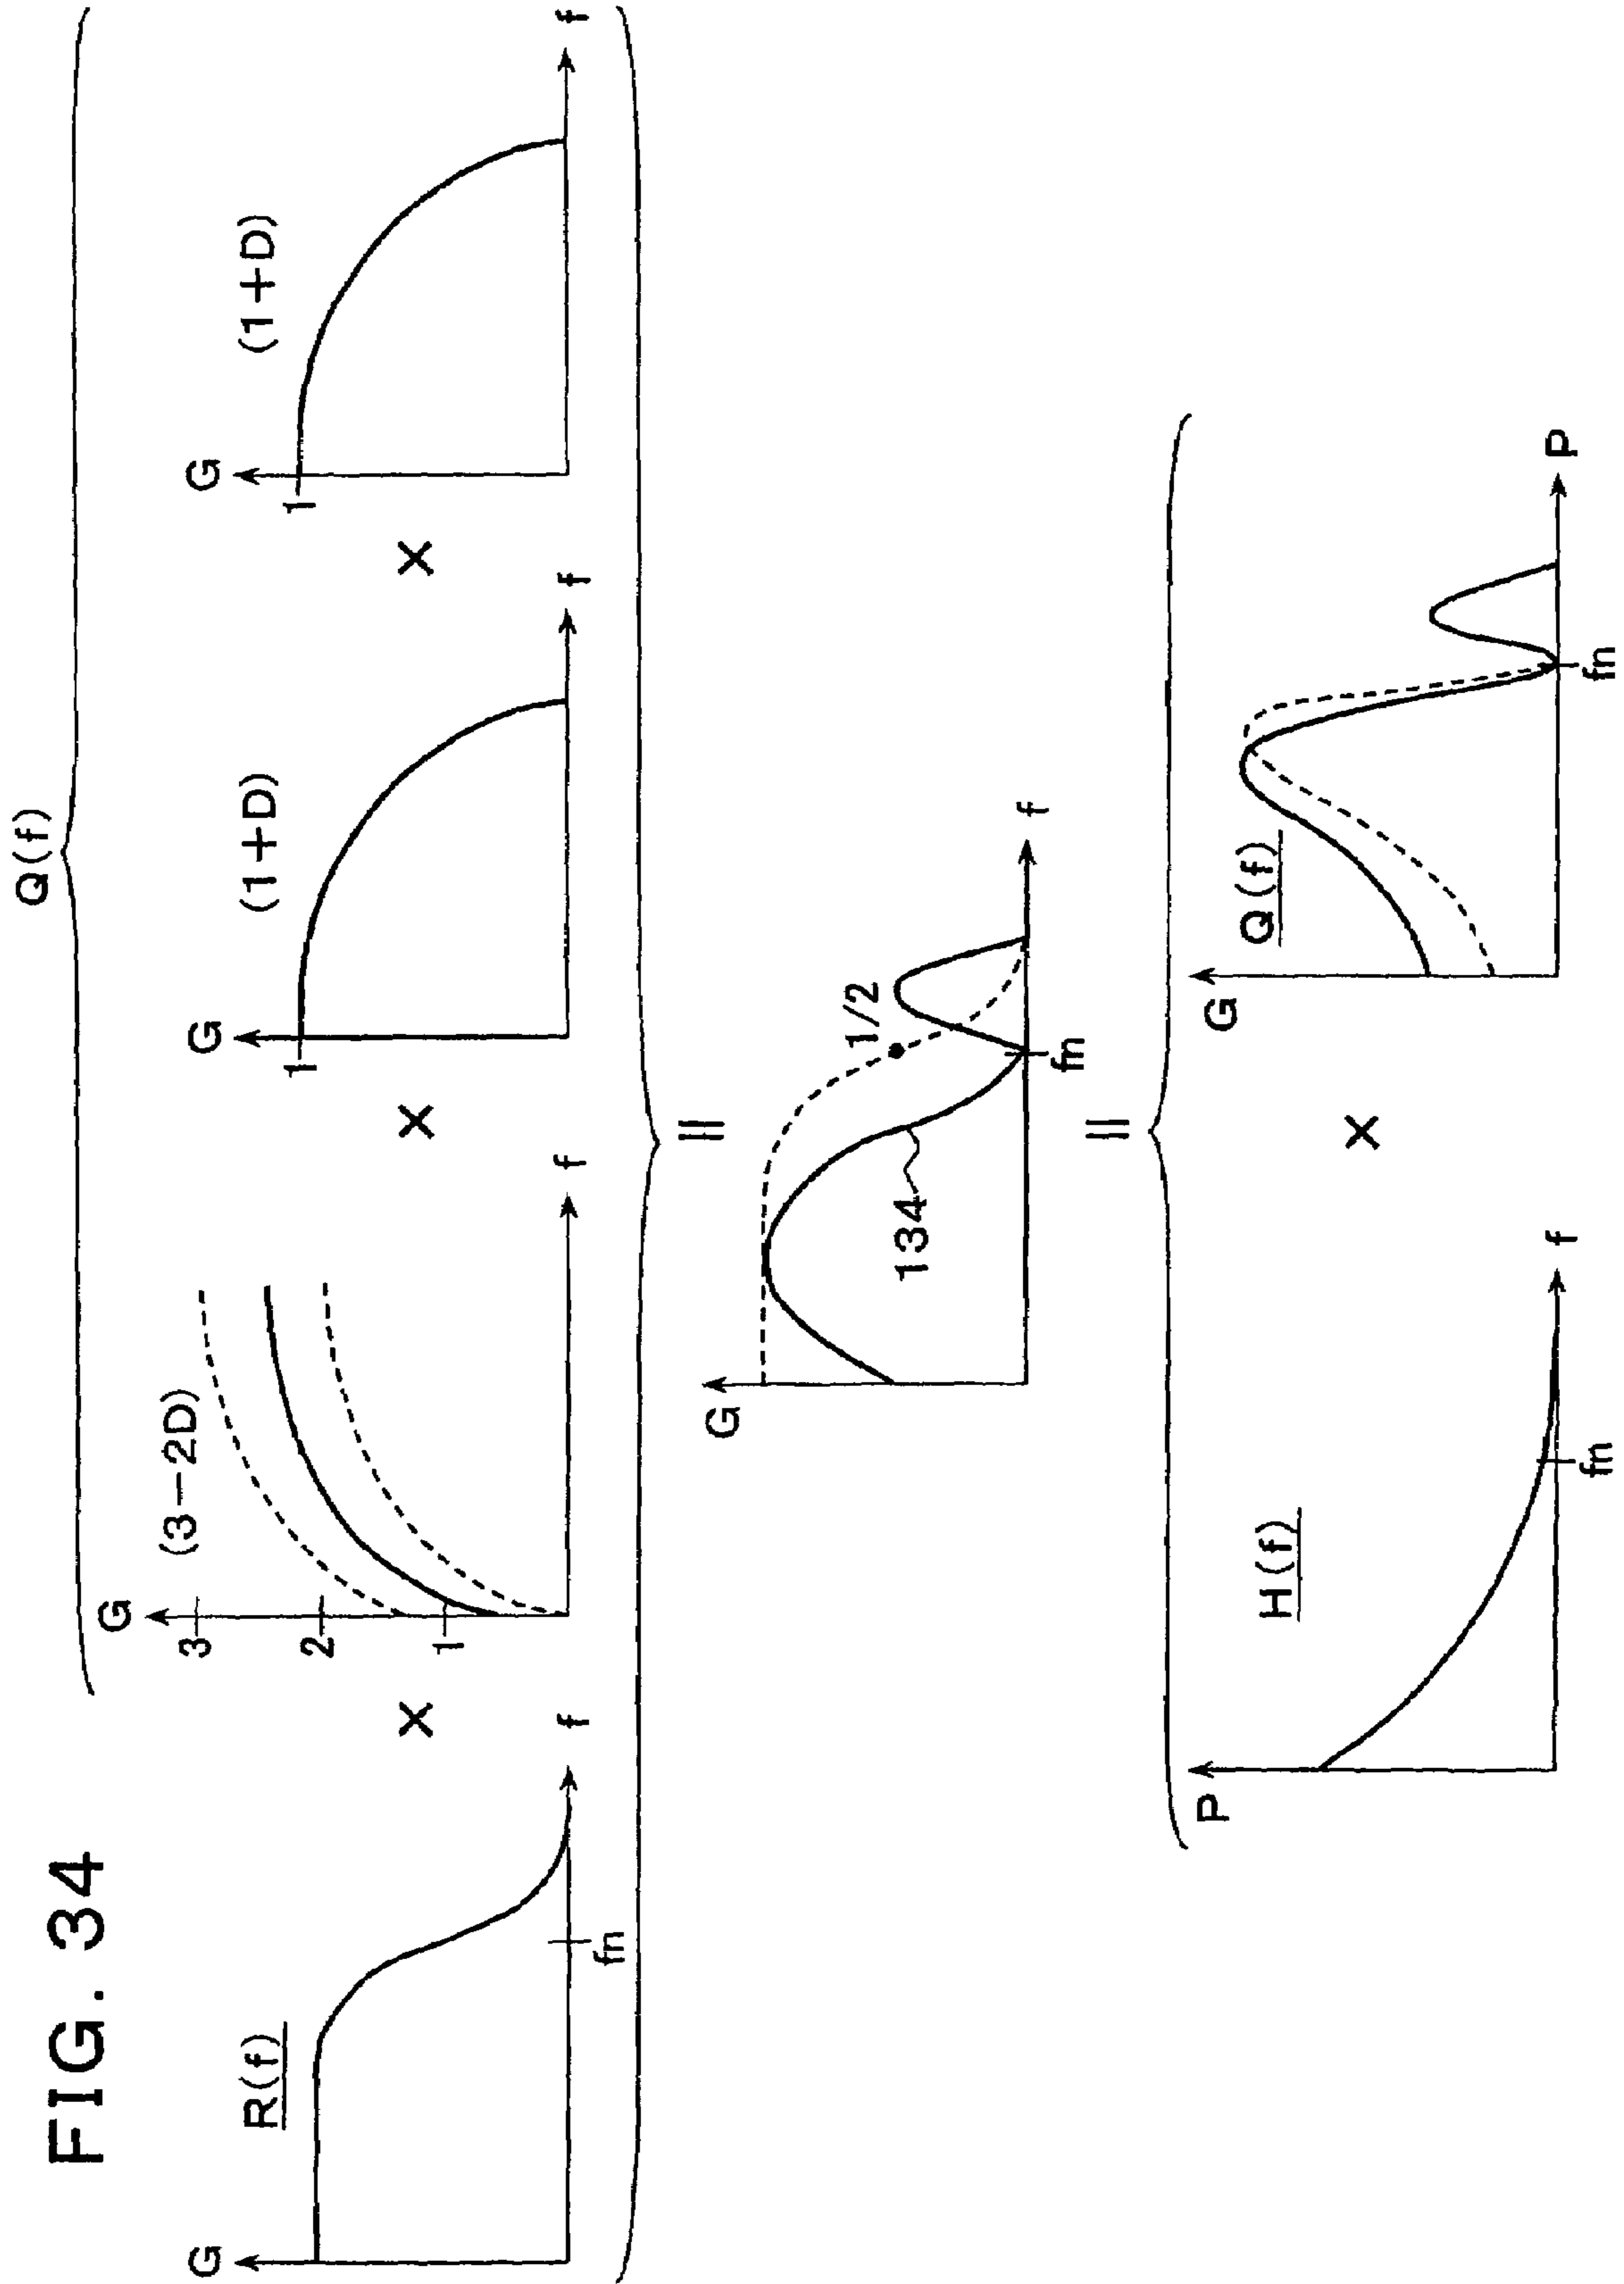 FIG. 34
Q(f)
R(f)
G
f
fn
×
(3−2D)
G
3
2
1
f
×
(1+D)
G
1
f
×
(1+D)
G
1
f
=
G
134
1/2
fn
f
=
H(f)
P
fn
f
×
Q(f)
G
fn
P